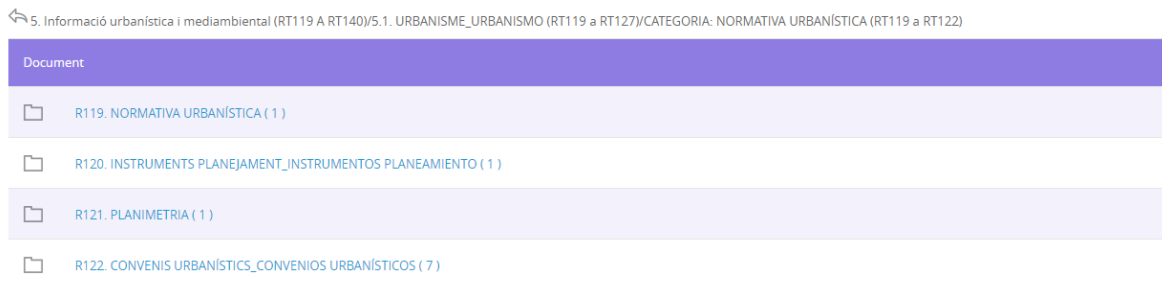 5. Informació urbanística i mediambiental (RT119 A RT140)/5.1. URBANISME_URBANISMO (RT119 a RT127)/CATEGORIA: NORMATIVA URBANÍSTICA (RT119 a RT122)
Document
R119. NORMATIVA URBANÍSTICA ( 1 )
R120. INSTRUMENTS PLANEJAMENT_INSTRUMENTOS PLANEAMIENTO ( 1 )
R121. PLANIMETRIA ( 1 )
R122. CONVENIS URBANÍSTICS_CONVENIOS URBANÍSTICOS ( 7 )